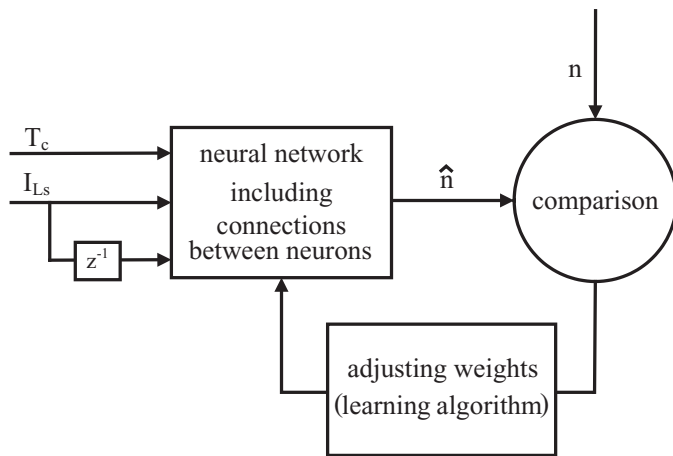 n
T_c
I_Ls
z⁻¹
neural network
including
connections
between neurons
n̂
comparison
adjusting weights
(learning algorithm)